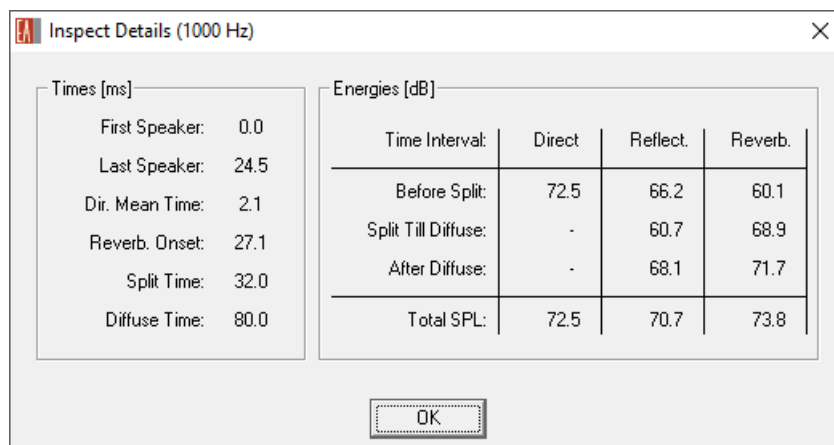 EA Inspect Details (1000 Hz)
Times [ms]
First Speaker: 0.0
Last Speaker: 24.5
Dir. Mean Time: 2.1
Reverb. Onset: 27.1
Split Time: 32.0
Diffuse Time: 80.0
Energies [dB]
Time Interval: Direct Reflect. Reverb.
Before Split: 72.5 66.2 60.1
Split Till Diffuse: - 60.7 68.9
After Diffuse: - 68.1 71.7
Total SPL: 72.5 70.7 73.8
OK